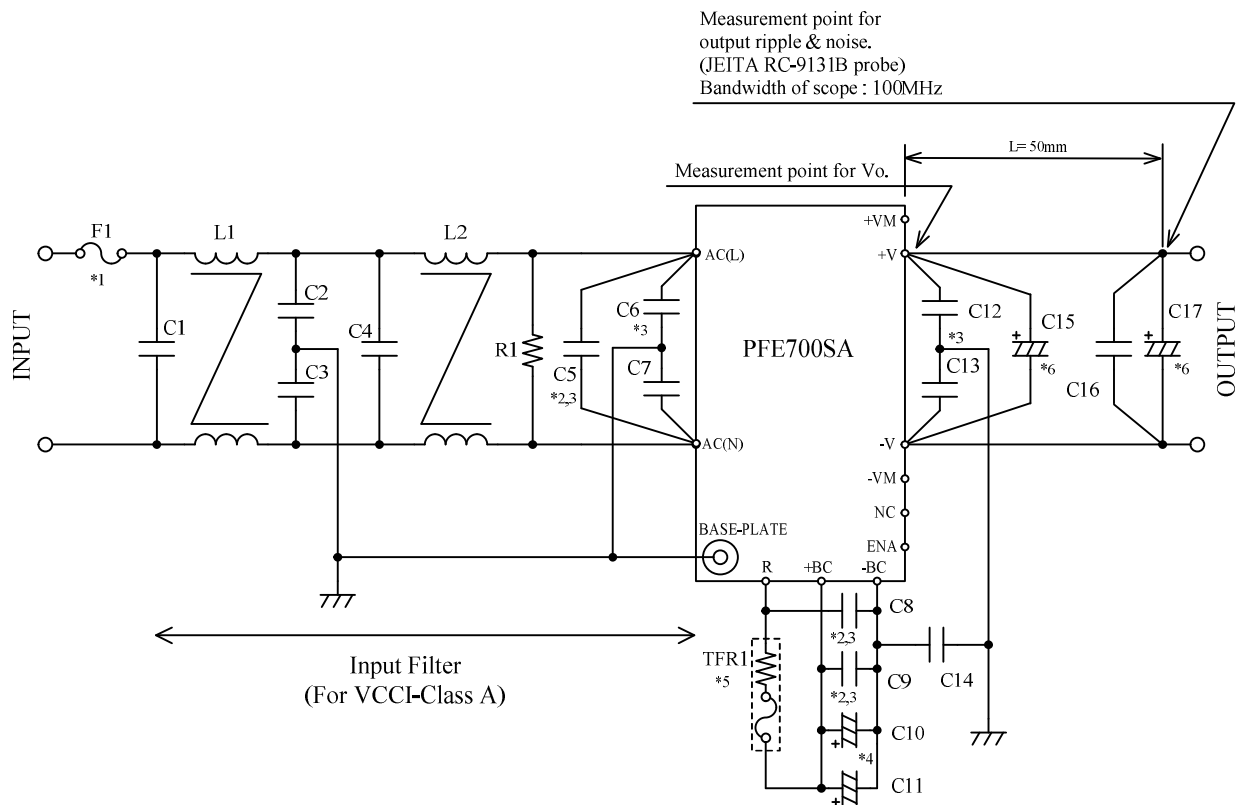 Measurement point for
output ripple & noise.
(JEITA RC-9131B probe)
Bandwidth of scope : 100MHz
L=50mm
Measurement point for Vo.
+VM
F1
L1
L2
AC(L)
+V
*1
C2
C6
C12
C1
C4
*3
*3
C15
C17
INPUT
R1
PFE700SA
OUTPUT
C3
C5
C7
C13
*6
*6
*2,3
C16
AC(N)
-V
-VM
NC
BASE-PLATE
ENA
R
+BC
-BC
C8
*2,3
Input Filter
(For VCCI-Class A)
TFR1
*5
C9
C14
*2,3
C10
*4
C11